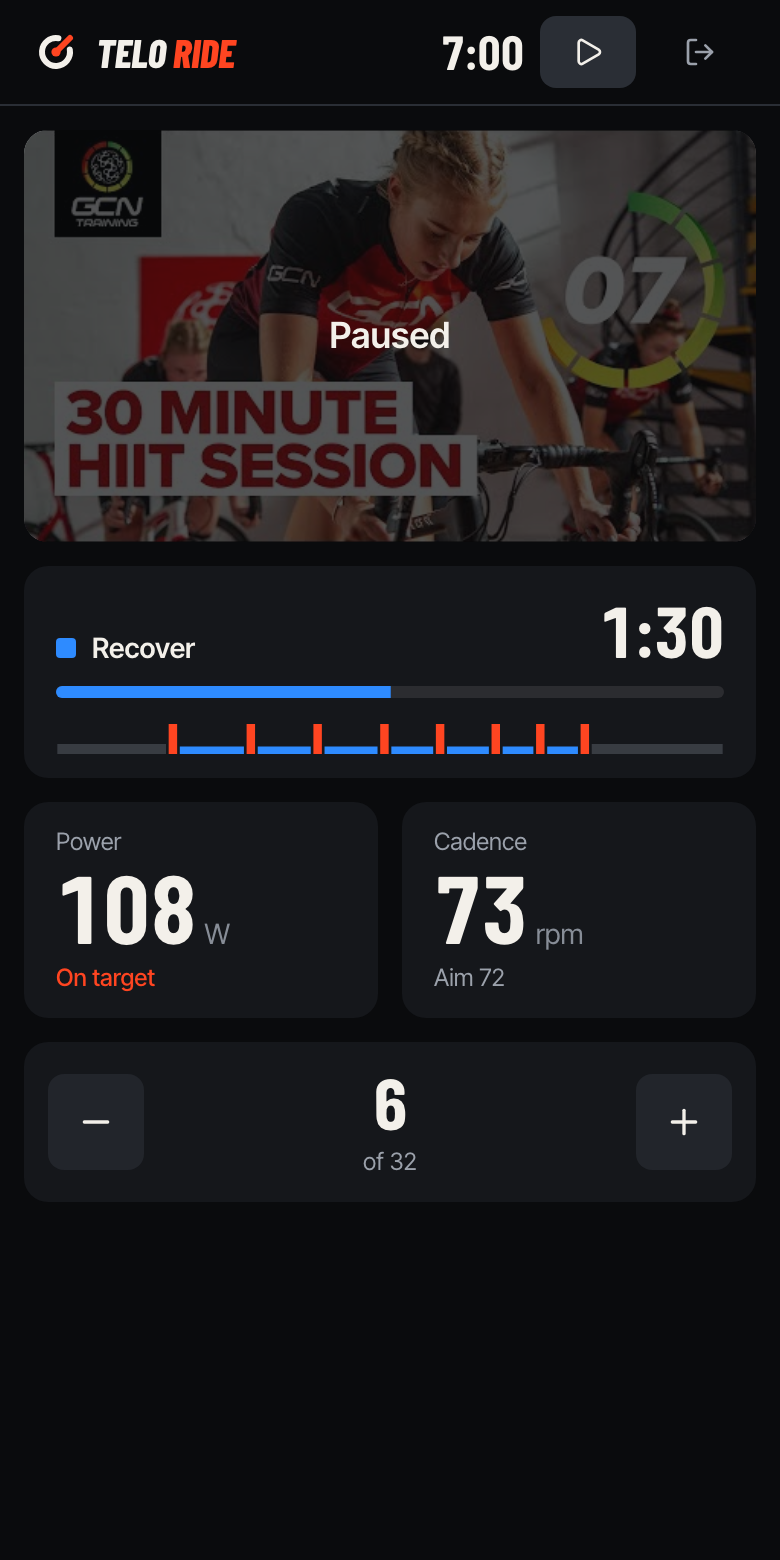 TELO RIDE
7:00
GCN
TRAINING
GCN
GCN
07
Paused
30 MINUTE
HIIT SESSION
Recover
1:30
Power
108 W
On target
Cadence
73 rpm
Aim 72
6
of 32